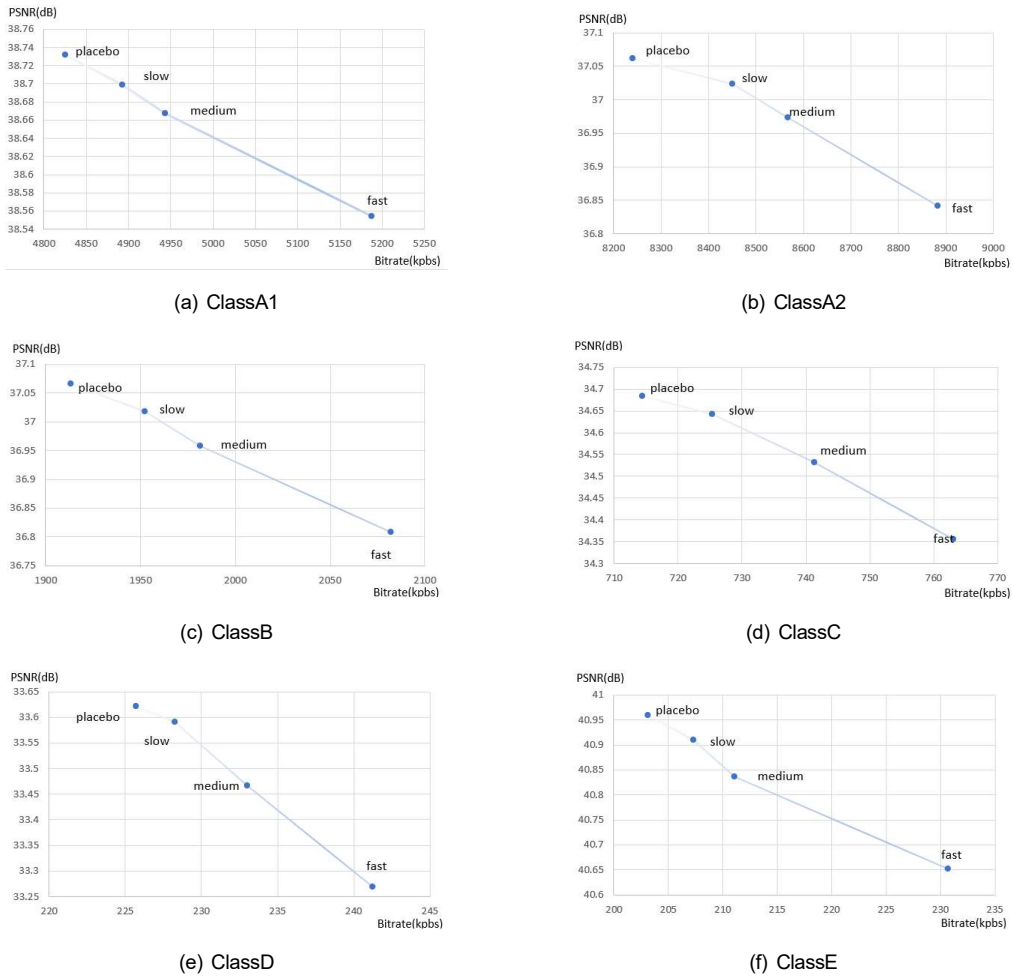 PSNR(dB)
38.76
38.74
38.72
38.7
38.68
38.66
38.64
38.62
38.6
38.58
38.56
38.54
placebo
slow
medium
fast
4800 4850 4900 4950 5000 5050 5100 5150 5200 5250
Bitrate(kpbs)
(a) ClassA1
PSNR(dB)
37.1
37.05
37
36.95
36.9
36.85
36.8
placebo
slow
medium
fast
8200 8300 8400 8500 8600 8700 8800 8900 9000
Bitrate(kpbs)
(b) ClassA2
PSNR(dB)
37.1
37.05
37
36.95
36.9
36.85
36.8
36.75
placebo
slow
medium
fast
1900 1950 2000 2050 2100
Bitrate(kpbs)
(c) ClassB
PSNR(dB)
34.75
34.7
34.65
34.6
34.55
34.5
34.45
34.4
34.35
34.3
placebo
slow
medium
fast
710 720 730 740 750 760 770
Bitrate(kpbs)
(d) ClassC
PSNR(dB)
33.65
33.6
33.55
33.5
33.45
33.4
33.35
33.3
33.25
placebo
slow
medium
fast
220 225 230 235 240 245
Bitrate(kpbs)
(e) ClassD
PSNR(dB)
41
40.95
40.9
40.85
40.8
40.75
40.7
40.65
40.6
placebo
slow
medium
fast
200 205 207 210 215 220 225 230 235
Bitrate(kpbs)
(f) ClassE